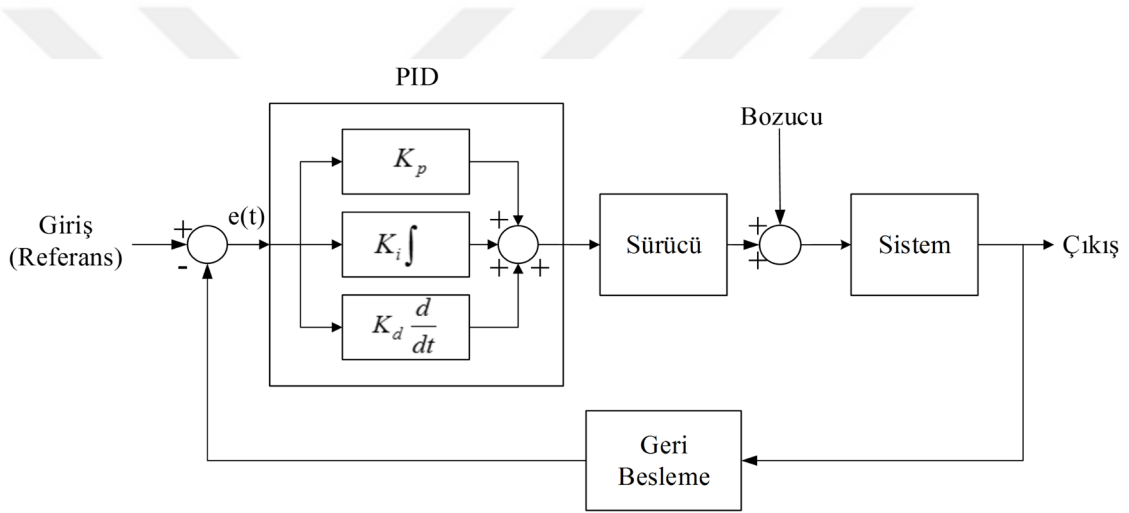 PID
Bozucu
K_p
Giriş
(Referans)
+
-
e(t)
K_i ∫
+
+
+
Sürücü
+
+
Sistem
Çıkış
K_d d/dt
Geri
Besleme